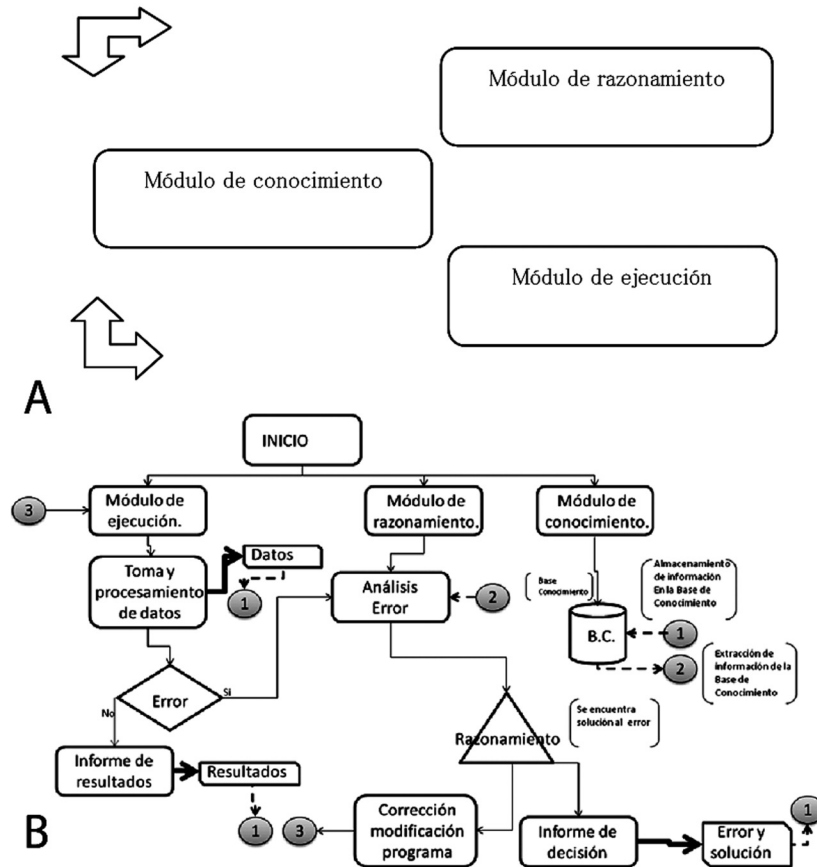 Módulo de razonamiento
Módulo de conocimiento
Módulo de ejecución
A
INICIO
Módulo de
ejecución.
Módulo de
razonamiento.
Módulo de
conocimiento.
3
Toma y
procesamiento
de datos
Datos
1
Análisis
Error
2
Base
Conocimiento
B.C.
Almacenamiento
de información
En la Base de
Conocimiento
1
2
Extracción de
información de la
Base de
Conocimiento
Error
Si
No
Razonamiento
Se encuentra
solución al error
Informe de
resultados
Resultados
1
3
Corrección
modificación
programa
Informe de
decisión
Error y
solución
1
B